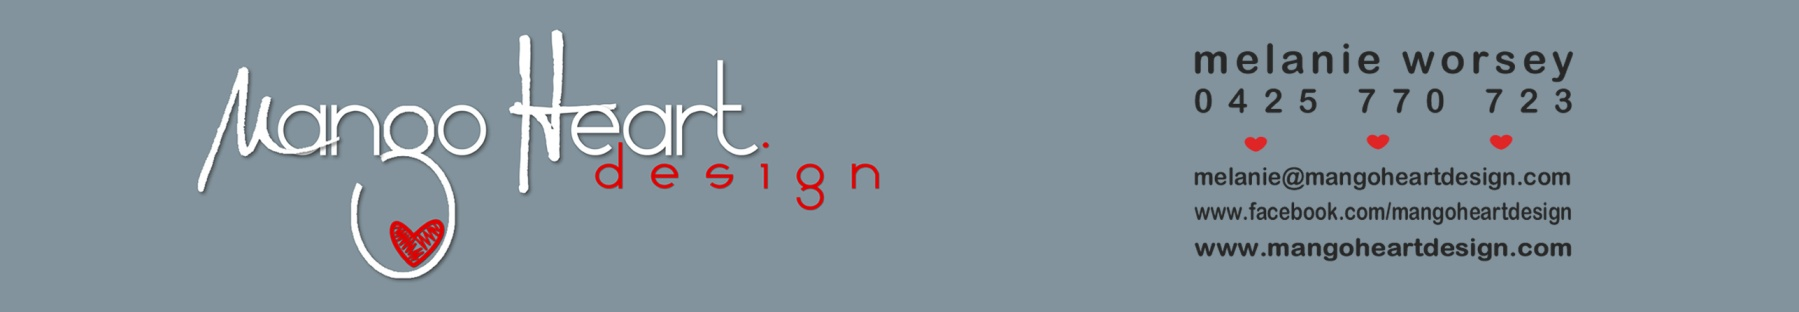 Mango Heart
design
melanie worsey
0425 770 723
melanie@mangoheartdesign.com
www.facebook.com/mangoheartdesign
www.mangoheartdesign.com